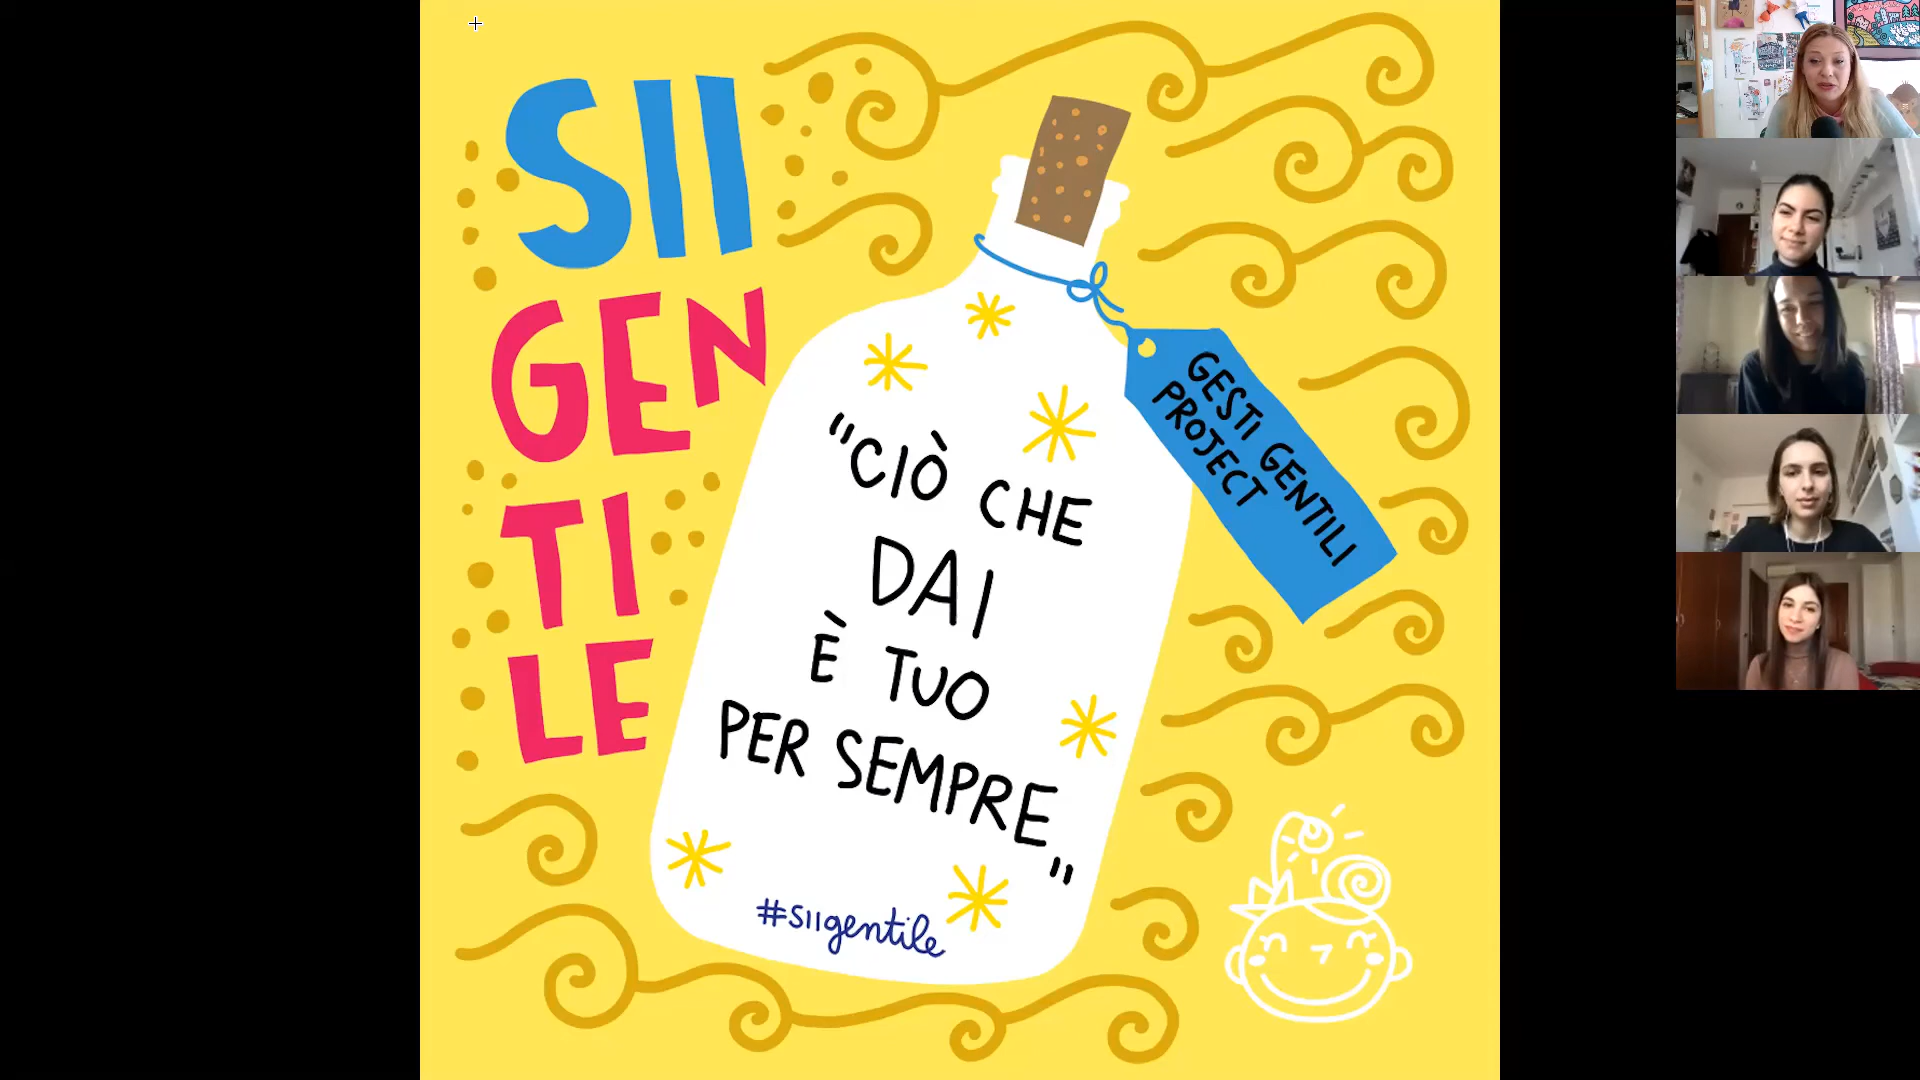 SII
GEN
TI
LE
"CIÒ CHE
DAI
È TUO
PER SEMPRE"
#siigentile
GESTI GENTILI
PROJECT